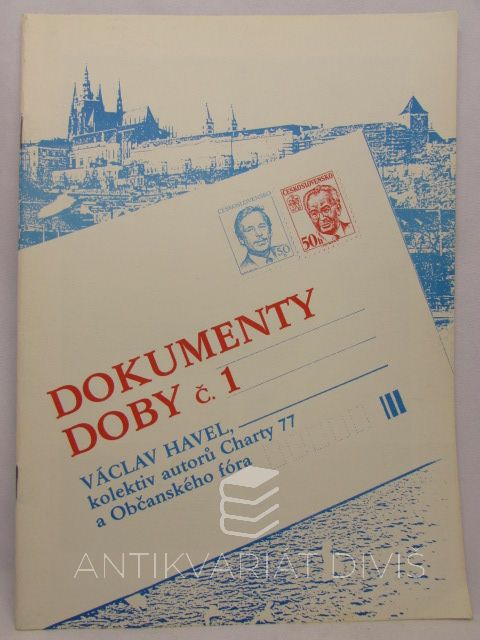 ČESKOSLOVENSKO
50
ČESKOSLOVENSKO
50h
DOKUMENTY
DOBY č. 1
VÁCLAV HAVEL,
kolektiv autorů Charty 77
a Občanského fóra
ANTIKVARIÁT DIVIŠ